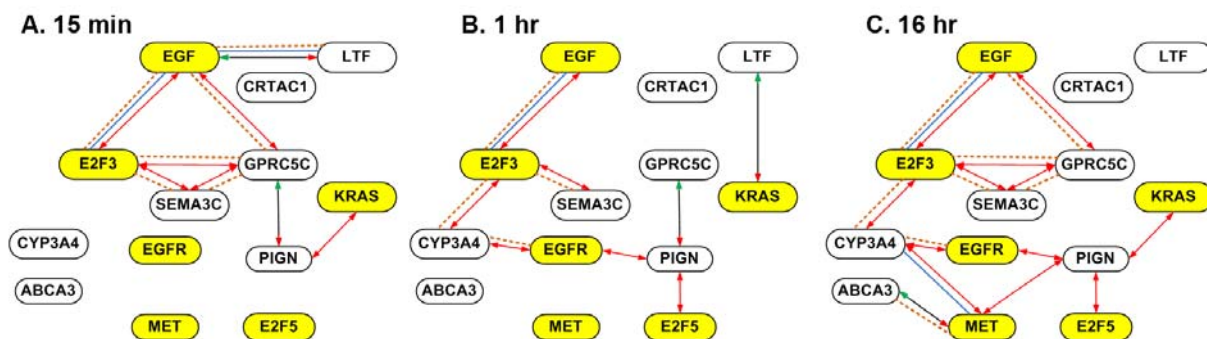 A. 15 min
EGF
LTF
CRTAC1
E2F3
GPRC5C
SEMA3C
KRAS
CYP3A4
EGFR
PIGN
ABCA3
MET
E2F5
B. 1 hr
EGF
LTF
CRTAC1
E2F3
GPRC5C
SEMA3C
KRAS
CYP3A4
EGFR
PIGN
ABCA3
MET
E2F5
C. 16 hr
EGF
LTF
CRTAC1
E2F3
GPRC5C
SEMA3C
KRAS
CYP3A4
EGFR
PIGN
ABCA3
MET
E2F5